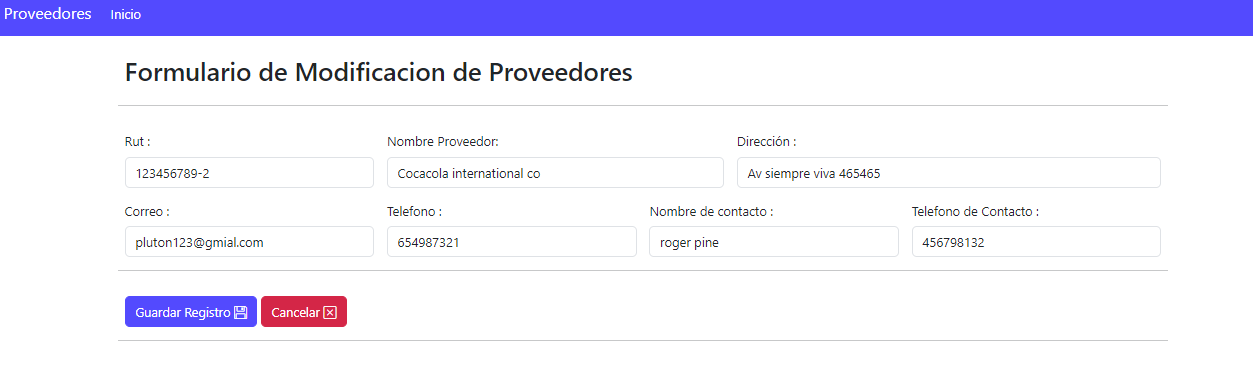 Proveedores Inicio
Formulario de Modificacion de Proveedores
Rut : Nombre Proveedor: Dirección :
123456789-2 Cocacola international co Av siempre viva 465465
Correo : Telefono : Nombre de contacto : Telefono de Contacto :
pluton123@gmial.com 654987321 roger pine 456798132
Guardar Registro Cancelar